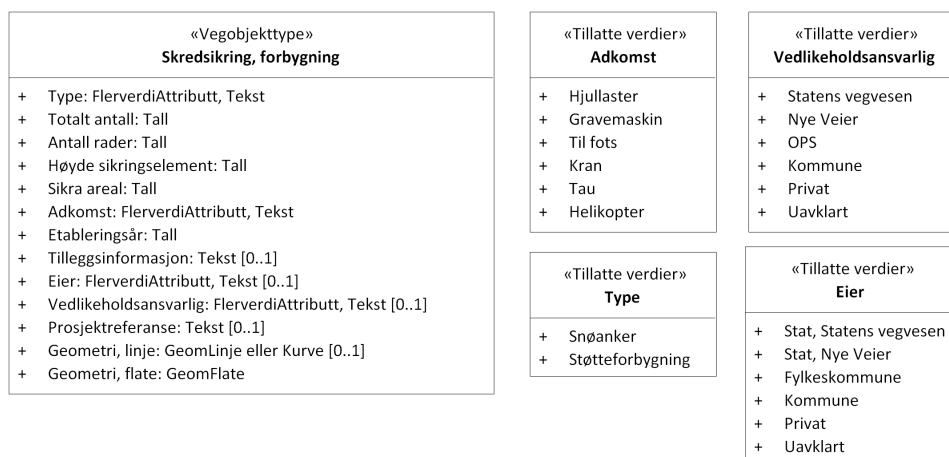 «Vegobjekttype»
Skredsikring, forbygning
+ Type: FlerverdiAttributt, Tekst
+ Totalt antall: Tall
+ Antall rader: Tall
+ Høyde sikringselement: Tall
+ Sikra areal: Tall
+ Adkomst: FlerverdiAttributt, Tekst
+ Etableringsår: Tall
+ Tilleggsinformasjon: Tekst [0..1]
+ Eier: FlerverdiAttributt, Tekst [0..1]
+ Vedlikeholdsansvarlig: FlerverdiAttributt, Tekst [0..1]
+ Prosjektreferanse: Tekst [0..1]
+ Geometri, linje: GeomLinje eller Kurve [0..1]
+ Geometri, flate: GeomFlate
«Tillatte verdier»
Adkomst
+ Hjullaster
+ Gravemaskin
+ Til fots
+ Kran
+ Tau
+ Helikopter
«Tillatte verdier»
Type
+ Snøanker
+ Støtteforbygning
«Tillatte verdier»
Vedlikeholdsansvarlig
+ Statens vegvesen
+ Nye Veier
+ OPS
+ Kommune
+ Privat
+ Uavklart
«Tillatte verdier»
Eier
+ Stat, Statens vegvesen
+ Stat, Nye Veier
+ Fylkeskommune
+ Kommune
+ Privat
+ Uavklart